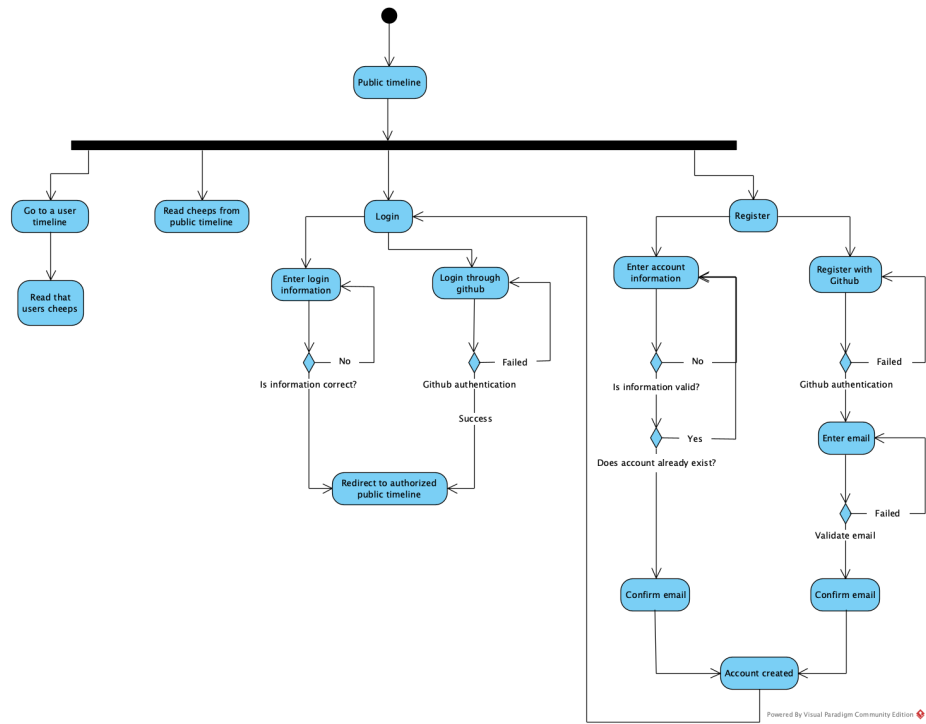 Public timeline
Go to a user
timeline
Read cheeps from
public timeline
Login
Register
Read that
users cheeps
Enter login
information
Login through
github
Enter account
information
Register with
Github
No
Is information correct?
Failed
Github authentication
Success
No
Is information valid?
Yes
Does account already exist?
Failed
Github authentication
Enter email
Failed
Validate email
Redirect to authorized
public timeline
Confirm email
Confirm email
Account created
Powered By Visual Paradigm Community Edition